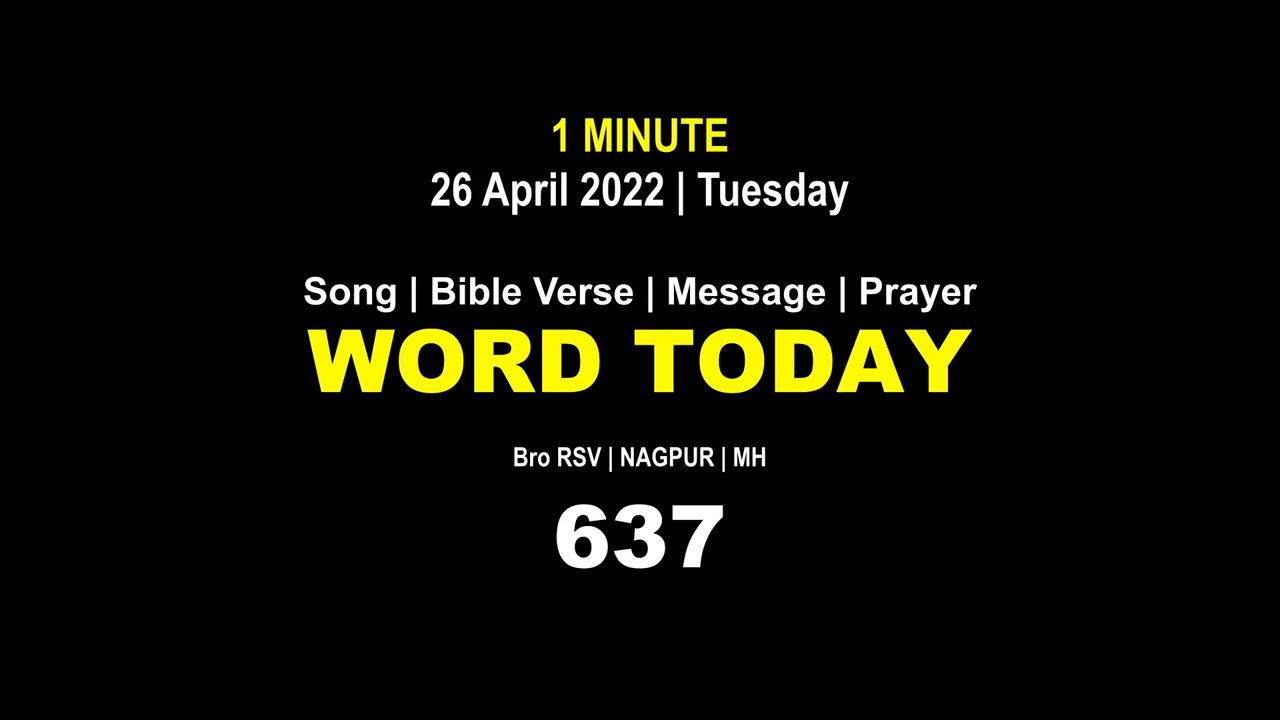 1 MINUTE
26 April 2022 | Tuesday
Song | Bible Verse | Message | Prayer
WORD TODAY
Bro RSV | NAGPUR | MH
637